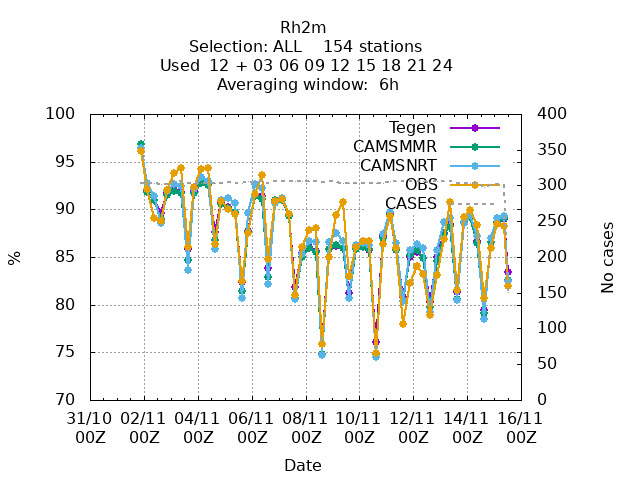 Rh2m
Selection: ALL 154 stations
Used 12 + 03 06 09 12 15 18 21 24
Averaging window: 6h
100
95
90
85
80
75
70
%
400
350
300
250
200
150
100
50
0
No cases
Tegen
CAMSMMR
CAMSNRT
OBS
CASES
31/10 02/11 04/11 06/11 08/11 10/11 12/11 14/11 16/11
00Z 00Z 00Z 00Z 00Z 00Z 00Z 00Z 00Z
Date